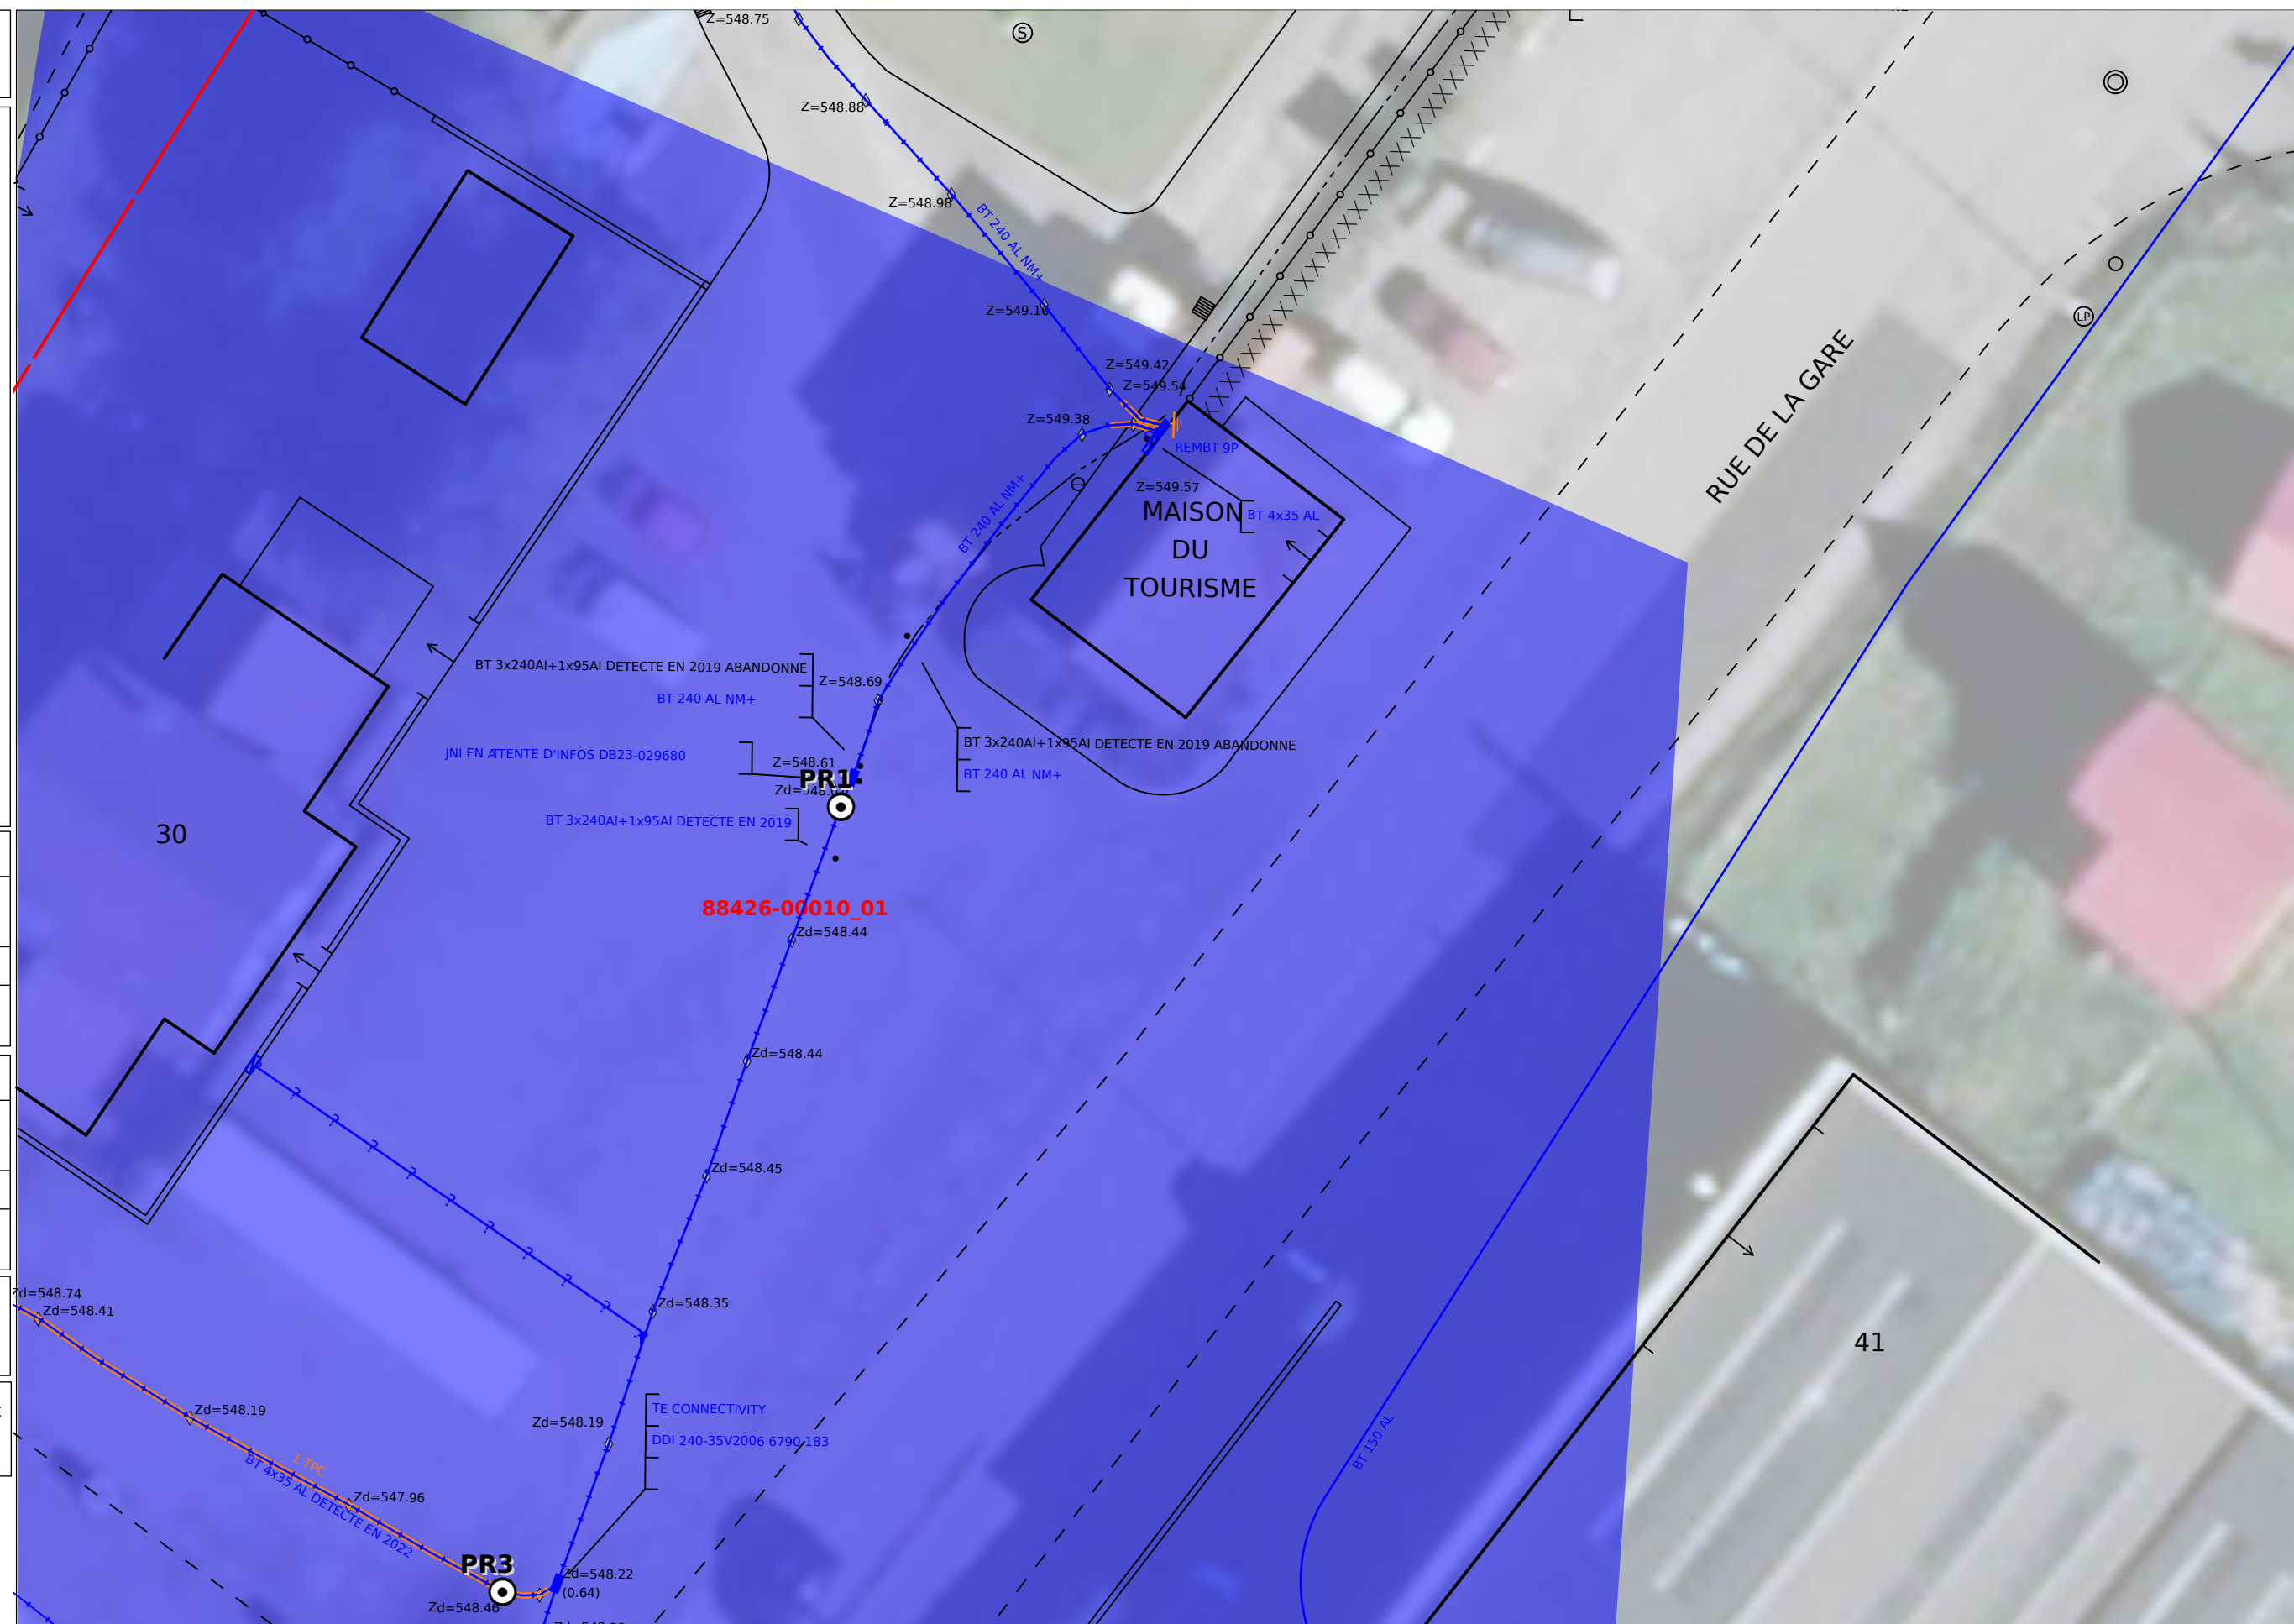 Z=548.75
S
Z=548.88
Z=548.98
BT 240 AL NM+
Z=549.16
LP
Z=549.42
Z=549.54
Z=549.38
REMBT 9P
RUE DE LA GARE
Z=549.57
MAISON
DU
TOURISME
BT 4x35 AL
BT 240 AL NM+
BT 3x240Al+1x95Al DETECTE EN 2019 ABANDONNE
Z=548.69
BT 240 AL NM+
BT 3x240Al+1x95Al DETECTE EN 2019 ABANDONNE
BT 240 AL NM+
JNI EN ATTENTE D'INFOS DB23-029680
Z=548.61
PR1
BT 3x240Al+1x95Al DETECTE EN 2019
30
88426-00010_01
Zd=548.44
Zd=548.44
Zd=548.45
? ? ? ? ? ? ? ? ?
Zd=548.35
Zd=548.74
Zd=548.41
41
Zd=548.19
TE CONNECTIVITY
DDI 240-35V2006 6790 183
Zd=548.19
BT 150 AL
1 TPC
BT 4x35 AL DETECTE EN 2022
Zd=547.96
PR3
Zd=548.22
(0.64)
Zd=548.46